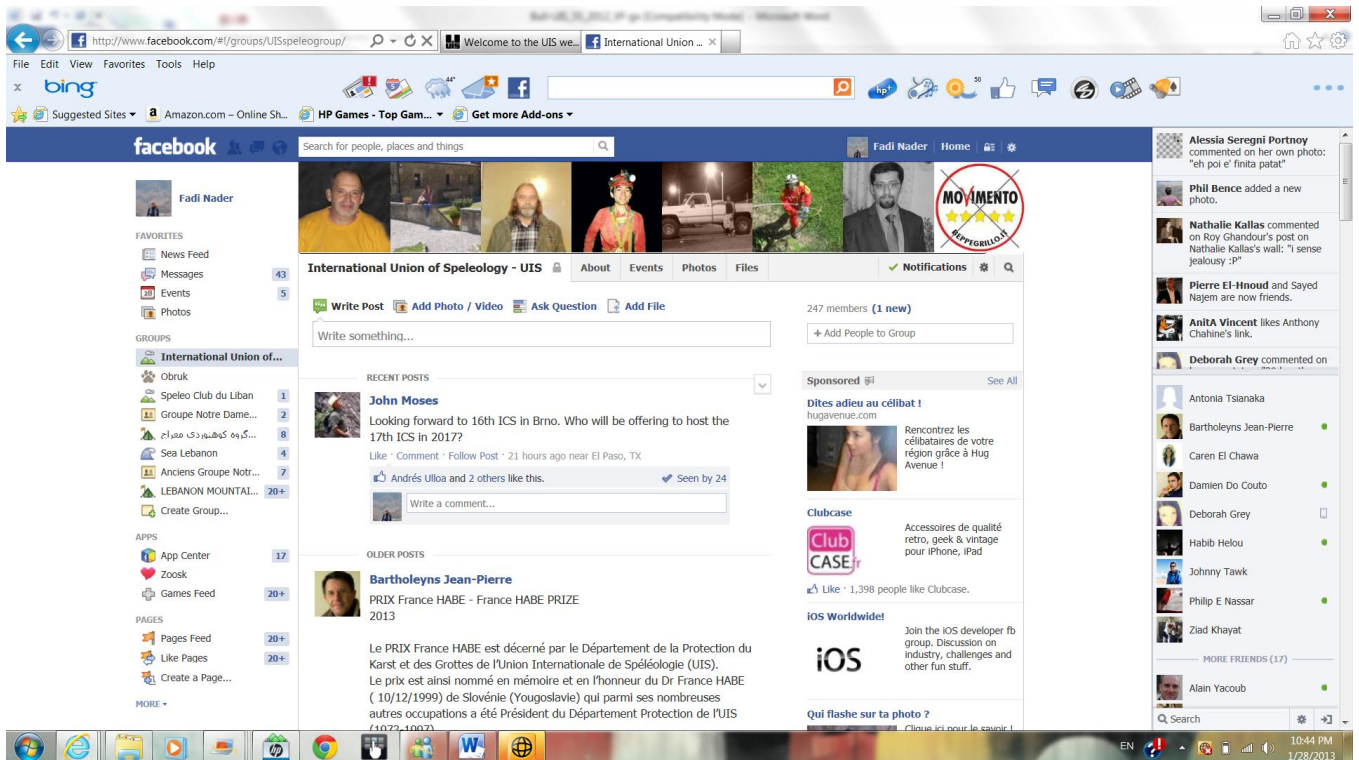 http://www.facebook.com/#!/groups/UISspeleogroup/
Welcome to the UIS we...
International Union ...
File Edit View Favorites Tools Help
x bing
44°
hp+
50
Suggested Sites
a Amazon.com – Online Sh...
HP Games - Top Gam...
Get more Add-ons
facebook
Search for people, places and things
Fadi Nader Home
Fadi Nader
FAVORITES
News Feed
Messages 43
Events 5
Photos
GROUPS
International Union of...
Obruk
Speleo Club du Liban 1
Groupe Notre Dame... 2
گروه کوهنوردی معراج... 8
Sea Lebanon 4
Anciens Groupe Notr... 7
LEBANON MOUNTAI... 20+
Create Group...
APPS
App Center 17
Zoosk
Games Feed 20+
PAGES
Pages Feed 20+
Like Pages 20+
Create a Page...
MORE
MOVIMENTO
BEPPEGRILLO.IT
International Union of Speleology - UIS
About Events Photos Files
Notifications
Write Post Add Photo / Video Ask Question Add File
Write something...
RECENT POSTS
John Moses
Looking forward to 16th ICS in Brno. Who will be offering to host the
17th ICS in 2017?
Like · Comment · Follow Post · 21 hours ago near El Paso, TX
Andrés Ulloa and 2 others like this.
Seen by 24
Write a comment...
OLDER POSTS
Bartholeyns Jean-Pierre
PRIX France HABE - France HABE PRIZE
2013
Le PRIX France HABE est décerné par le Département de la Protection du
Karst et des Grottes de l'Union Internationale de Spéléologie (UIS).
Le prix est ainsi nommé en mémoire et en l'honneur du Dr France HABE
( 10/12/1999) de Slovénie (Yougoslavie) qui parmi ses nombreuses
autres occupations a été Président du Département Protection de l'UIS
(1973-1997)
247 members (1 new)
+ Add People to Group
Sponsored
See All
Dites adieu au célibat !
hugavenue.com
Rencontrez les
célibataires de votre
région grâce à Hug
Avenue !
Clubcase
Club
CASE.fr
Accessoires de qualité
retro, geek & vintage
pour iPhone, iPad
Like · 1,398 people like Clubcase.
iOS Worldwide!
iOS
Join the iOS developer fb
group. Discussion on
industry, challenges and
other fun stuff.
Qui flashe sur ta photo ?
Clique ici pour le savoir !
Alessia Seregni Portnoy
commented on her own photo:
"eh poi e' finita patat"
Phil Bence added a new
photo.
Nathalie Kallas commented
on Roy Ghandour's post on
Nathalie Kallas's wall: "i sense
jealousy :P"
Pierre El-Hnoud and Sayed
Najem are now friends.
AnitA Vincent likes Anthony
Chahine's link.
Deborah Grey commented on
Antonia Tsianaka
Bartholeyns Jean-Pierre
Caren El Chawa
Damien Do Couto
Deborah Grey
Habib Helou
Johnny Tawk
Philip E Nassar
Ziad Khayat
MORE FRIENDS (17)
Alain Yacoub
Search
EN
10:44 PM
1/28/2013